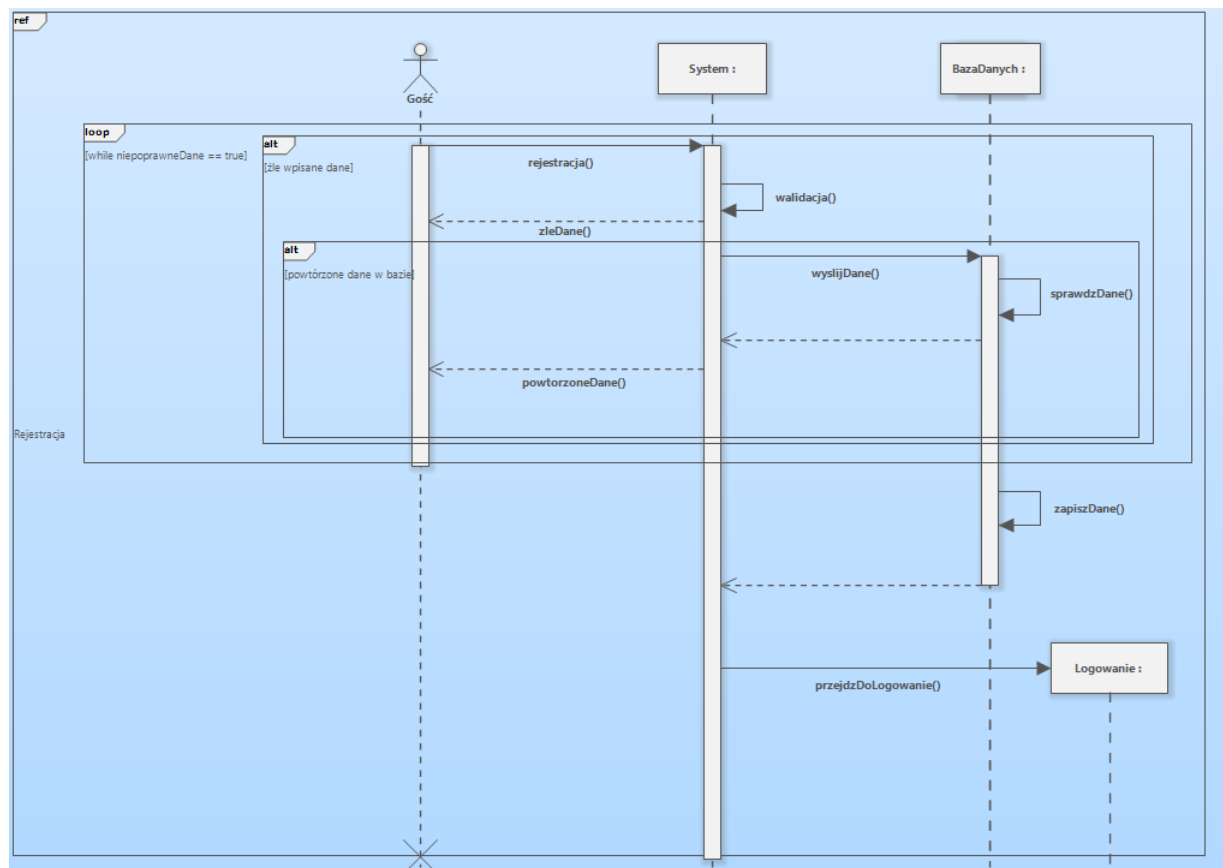 ref
System :
BazaDanych :
Gość
loop
[while niepoprawneDane == true]
alt
[źle wpisane dane]
rejestracja()
walidacja()
zleDane()
alt
[powtórzone dane w bazie]
wyslijDane()
sprawdzDane()
powtorzoneDane()
Rejestracja
zapiszDane()
Logowanie :
przejdzDoLogowanie()